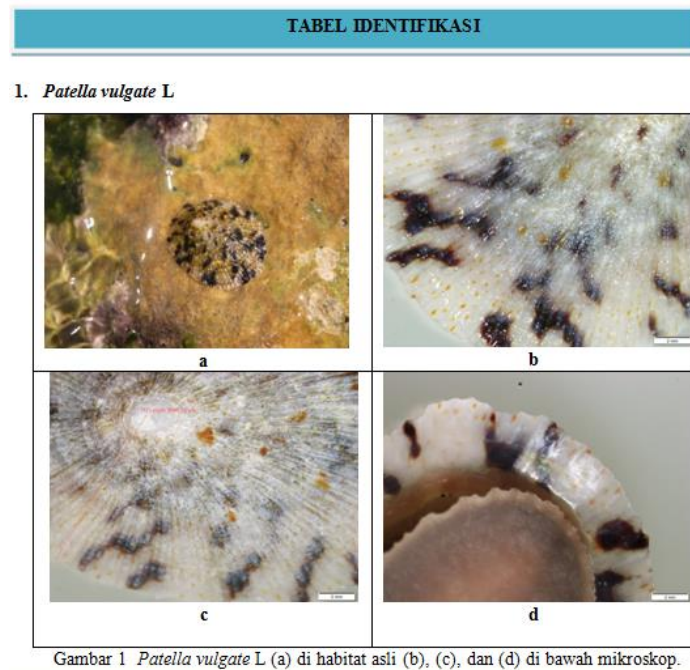 TABEL IDENTIFIKASI
1. Patella vulgate L
a
b
c
d
Gambar 1 Patella vulgate L (a) di habitat asli (b), (c), dan (d) di bawah mikroskop.